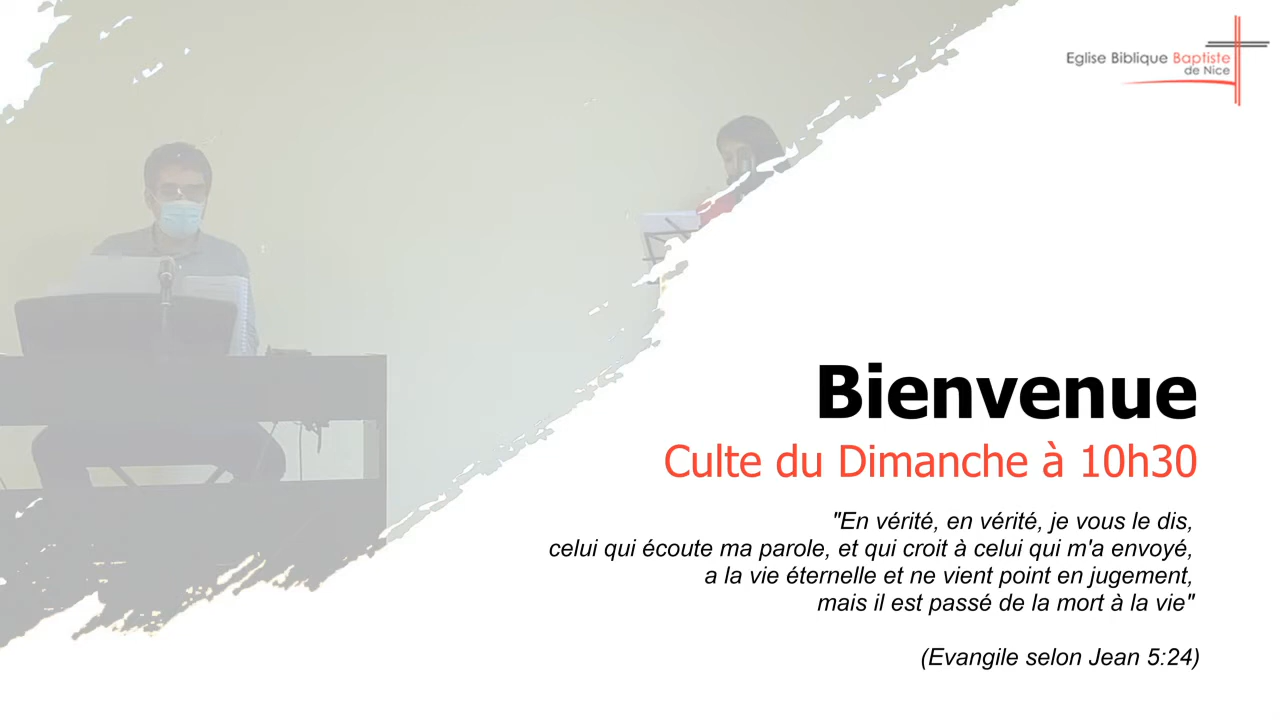 Eglise Biblique Baptiste
de Nice
Bienvenue
Culte du Dimanche à 10h30
"En vérité, en vérité, je vous le dis,
celui qui écoute ma parole, et qui croit à celui qui m'a envoyé,
a la vie éternelle et ne vient point en jugement,
mais il est passé de la mort à la vie"
(Evangile selon Jean 5:24)